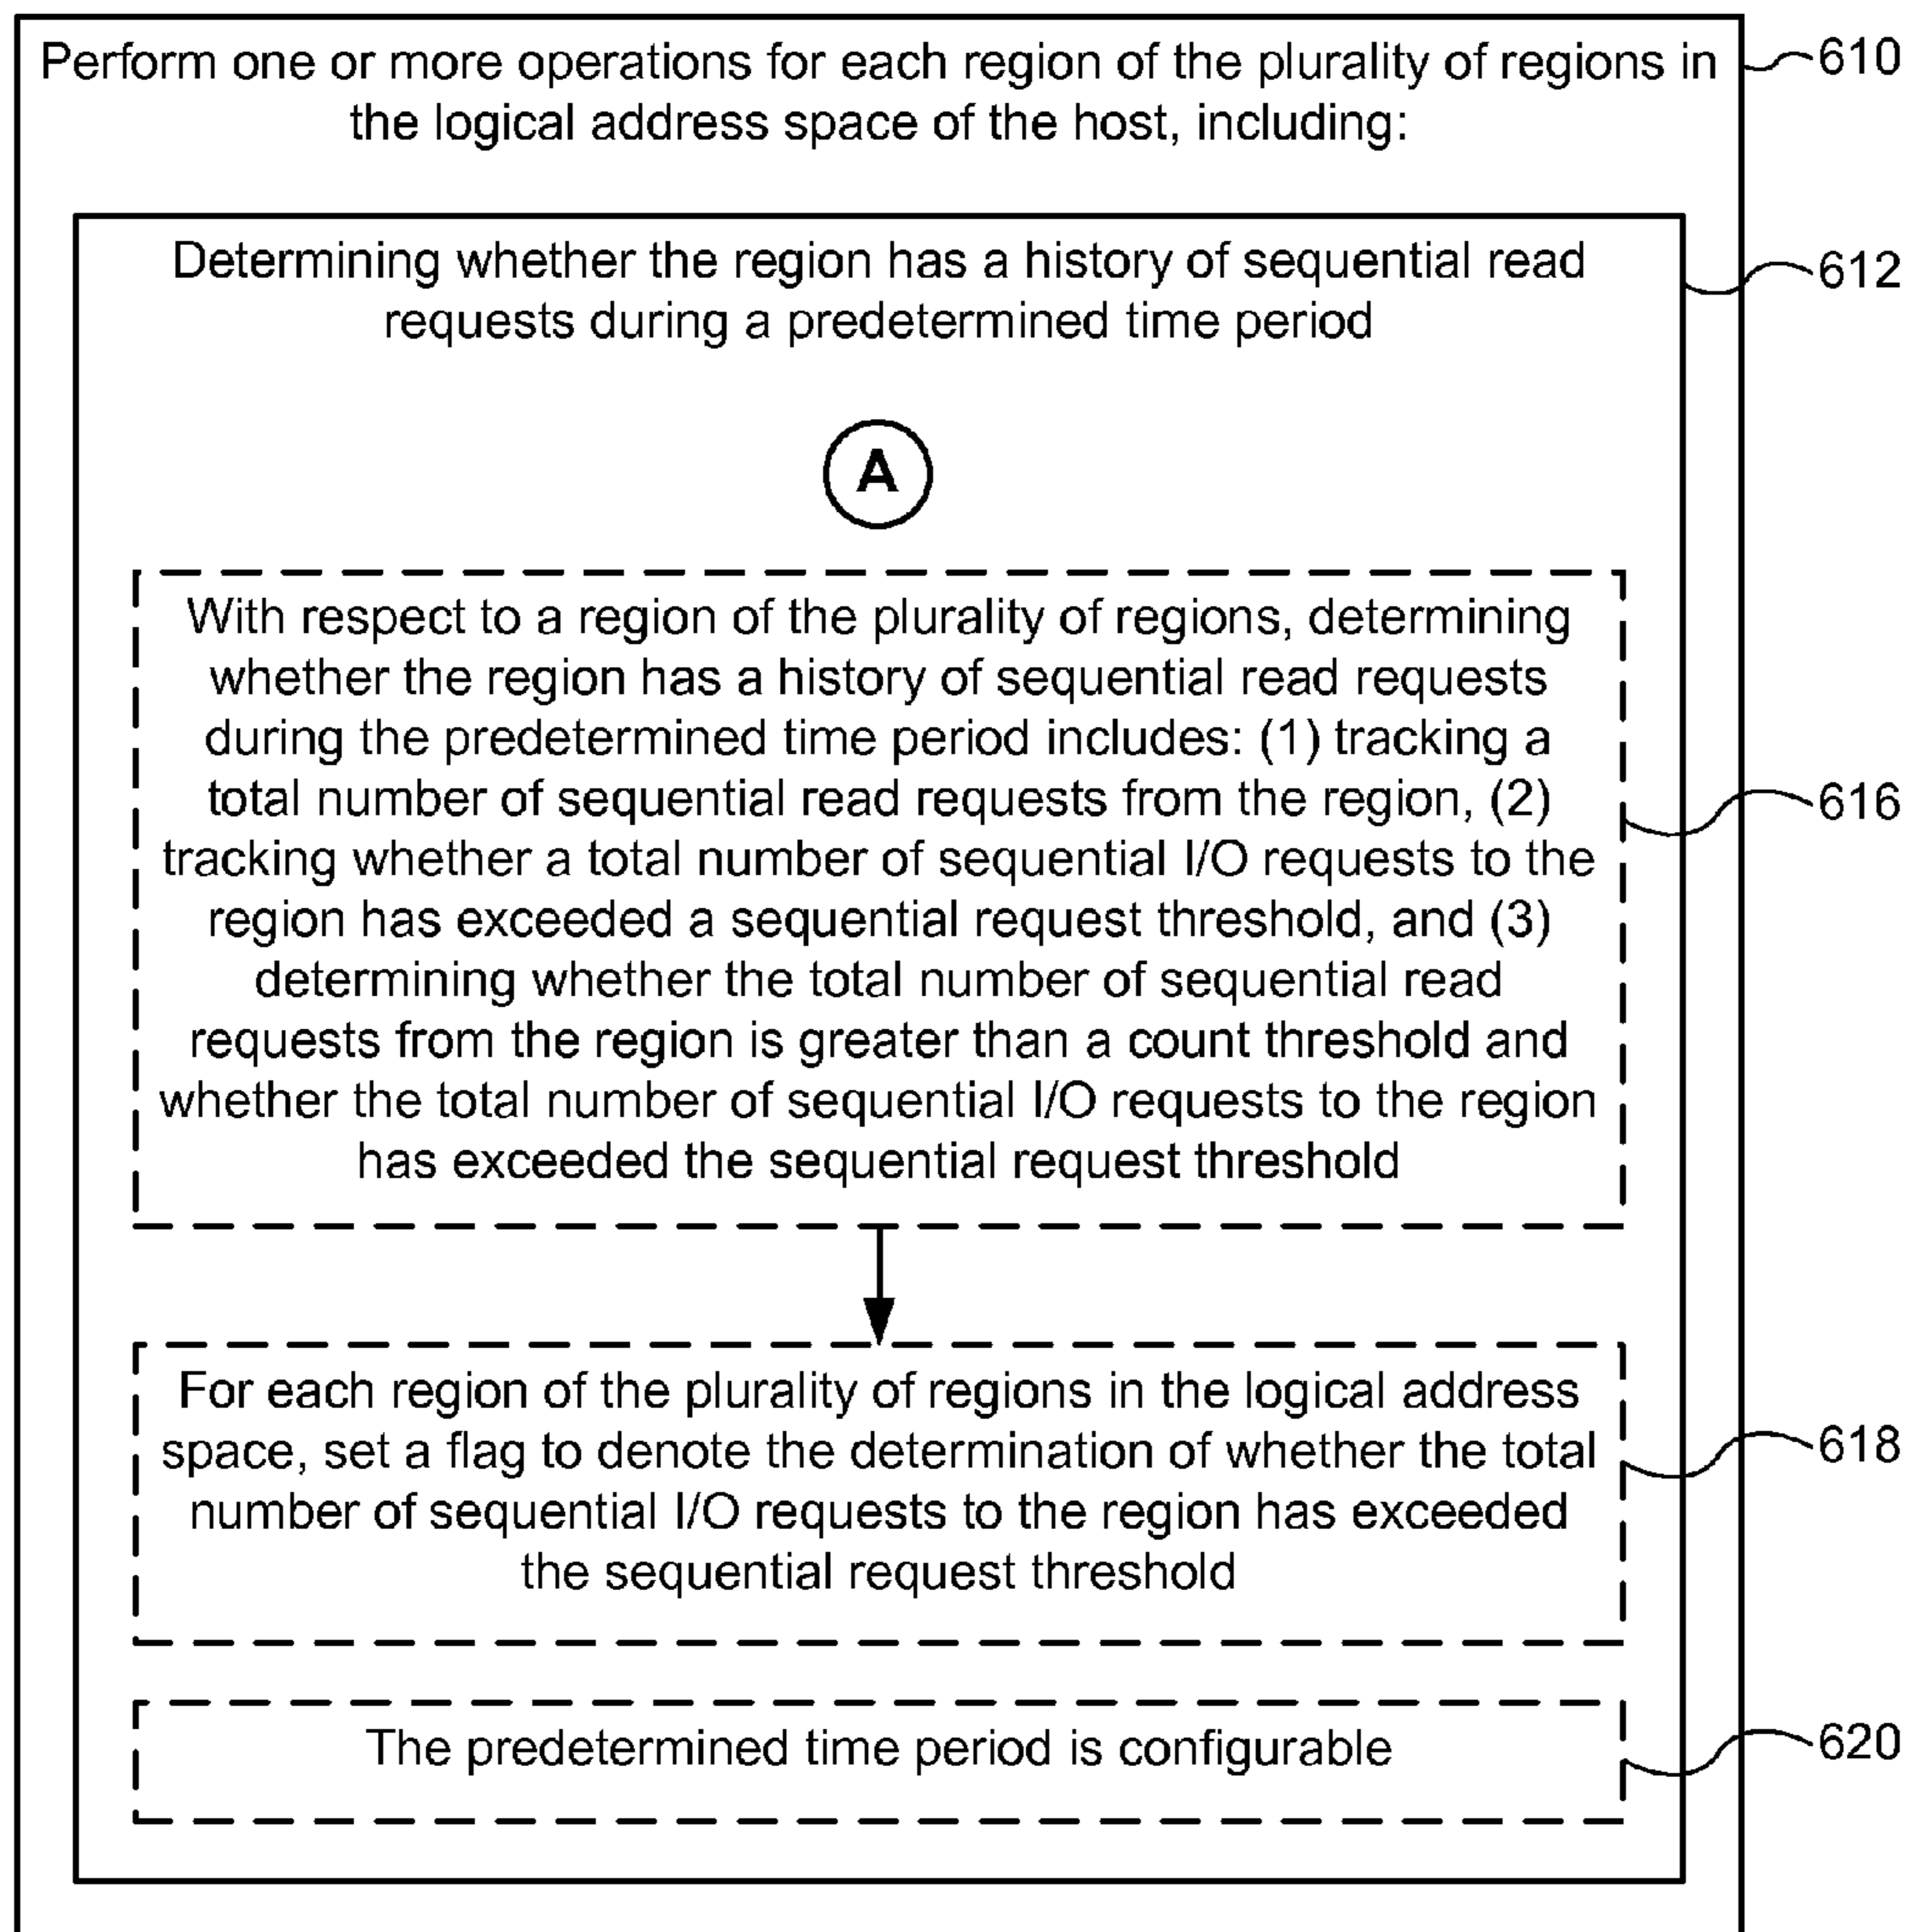 Perform one or more operations for each region of the plurality of regions in
the logical address space of the host, including:
610
Determining whether the region has a history of sequential read
requests during a predetermined time period
612
A
With respect to a region of the plurality of regions, determining
whether the region has a history of sequential read requests
during the predetermined time period includes: (1) tracking a
total number of sequential read requests from the region, (2)
tracking whether a total number of sequential I/O requests to the
region has exceeded a sequential request threshold, and (3)
determining whether the total number of sequential read
requests from the region is greater than a count threshold and
whether the total number of sequential I/O requests to the region
has exceeded the sequential request threshold
616
For each region of the plurality of regions in the logical address
space, set a flag to denote the determination of whether the total
number of sequential I/O requests to the region has exceeded
the sequential request threshold
618
The predetermined time period is configurable
620